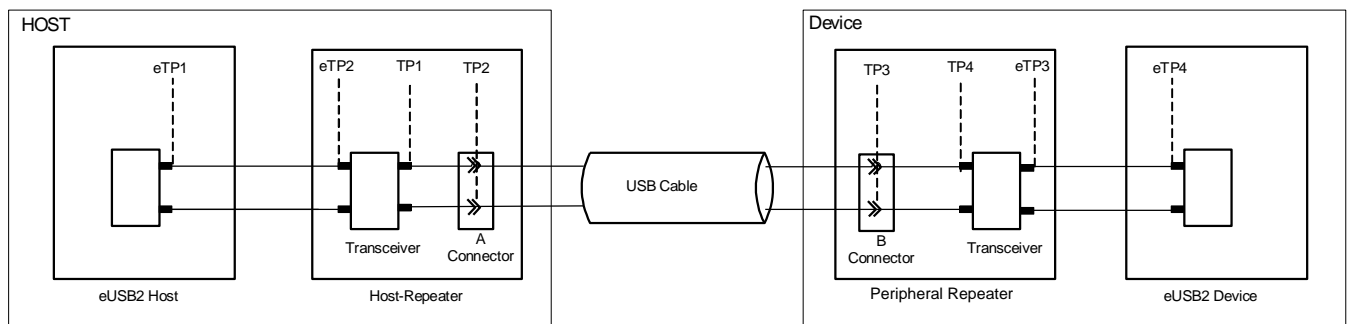 HOST
Device
eTP1
eTP2
TP1
TP2
TP3
TP4
eTP3
eTP4
USB Cable
Transceiver
A
Connector
B
Connector
Transceiver
eUSB2 Host
Host-Repeater
Peripheral Repeater
eUSB2 Device